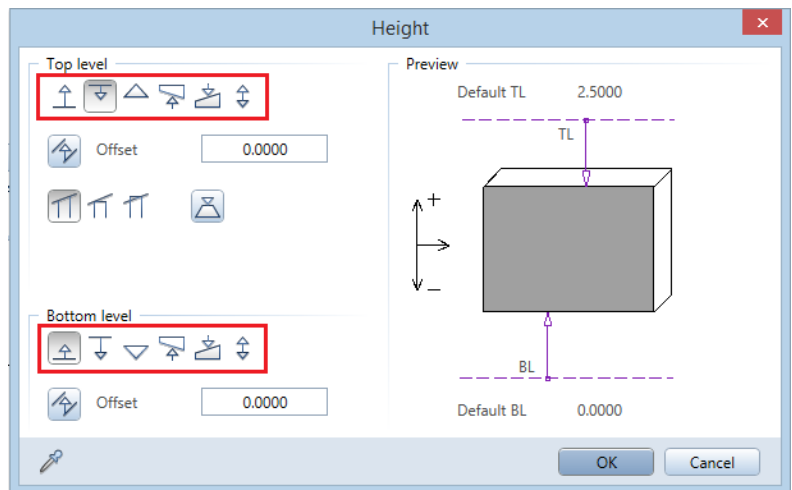 Height
Top level
Offset 0.0000
Bottom level
Offset 0.0000
Preview
Default TL 2.5000
TL
+
−
BL
Default BL 0.0000
OK Cancel